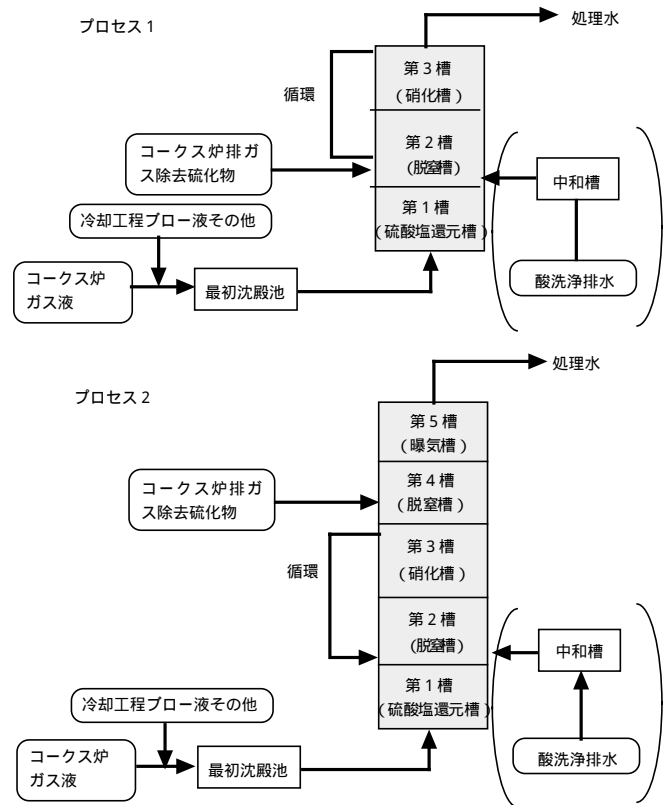 プロセス1
処理水
第3槽
(硝化槽)
循環
コークス炉排ガ
ス除去硫化物
第2槽
(脱窒槽)
中和槽
冷却工程ブロー液その他
第1槽
(硫酸塩還元槽)
コークス炉
ガス液
最初沈殿池
酸洗浄排水
プロセス2
処理水
第5槽
(曝気槽)
コークス炉排ガ
ス除去硫化物
第4槽
(脱窒槽)
循環
第3槽
(硝化槽)
第2槽
(脱窒槽)
中和槽
第1槽
(硫酸塩還元槽)
冷却工程ブロー液その他
コークス炉
ガス液
最初沈殿池
酸洗浄排水